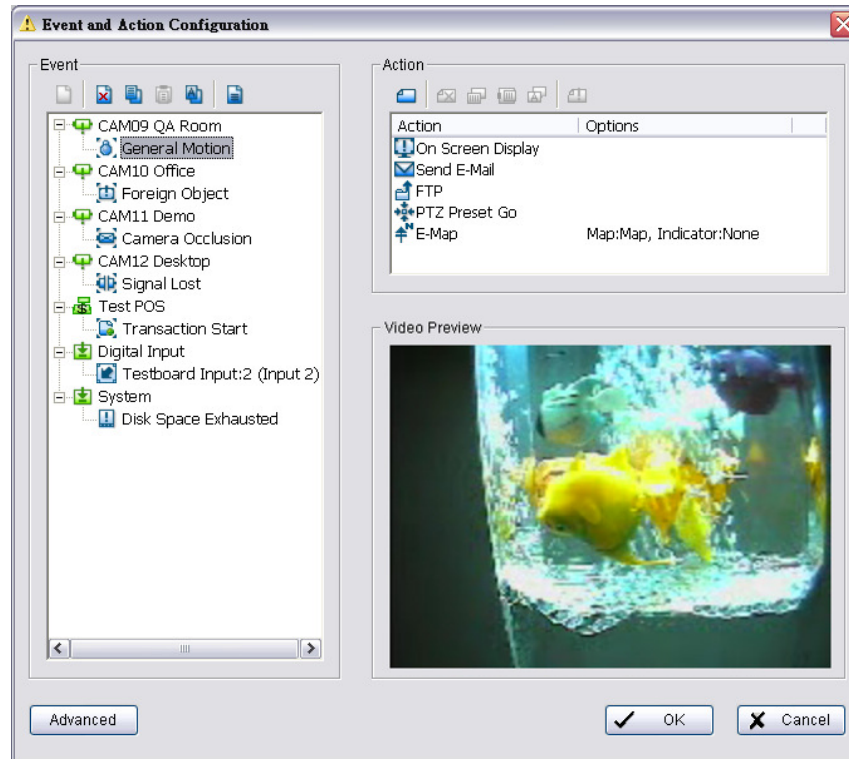 Event and Action Configuration
Event
CAM09 QA Room
General Motion
CAM10 Office
Foreign Object
CAM11 Demo
Camera Occlusion
CAM12 Desktop
Signal Lost
Test POS
Transaction Start
Digital Input
Testboard Input:2 (Input 2)
System
Disk Space Exhausted
Action
Action Options
On Screen Display
Send E-Mail
FTP
PTZ Preset Go
E-Map Map:Map, Indicator:None
Video Preview
Advanced
OK
Cancel